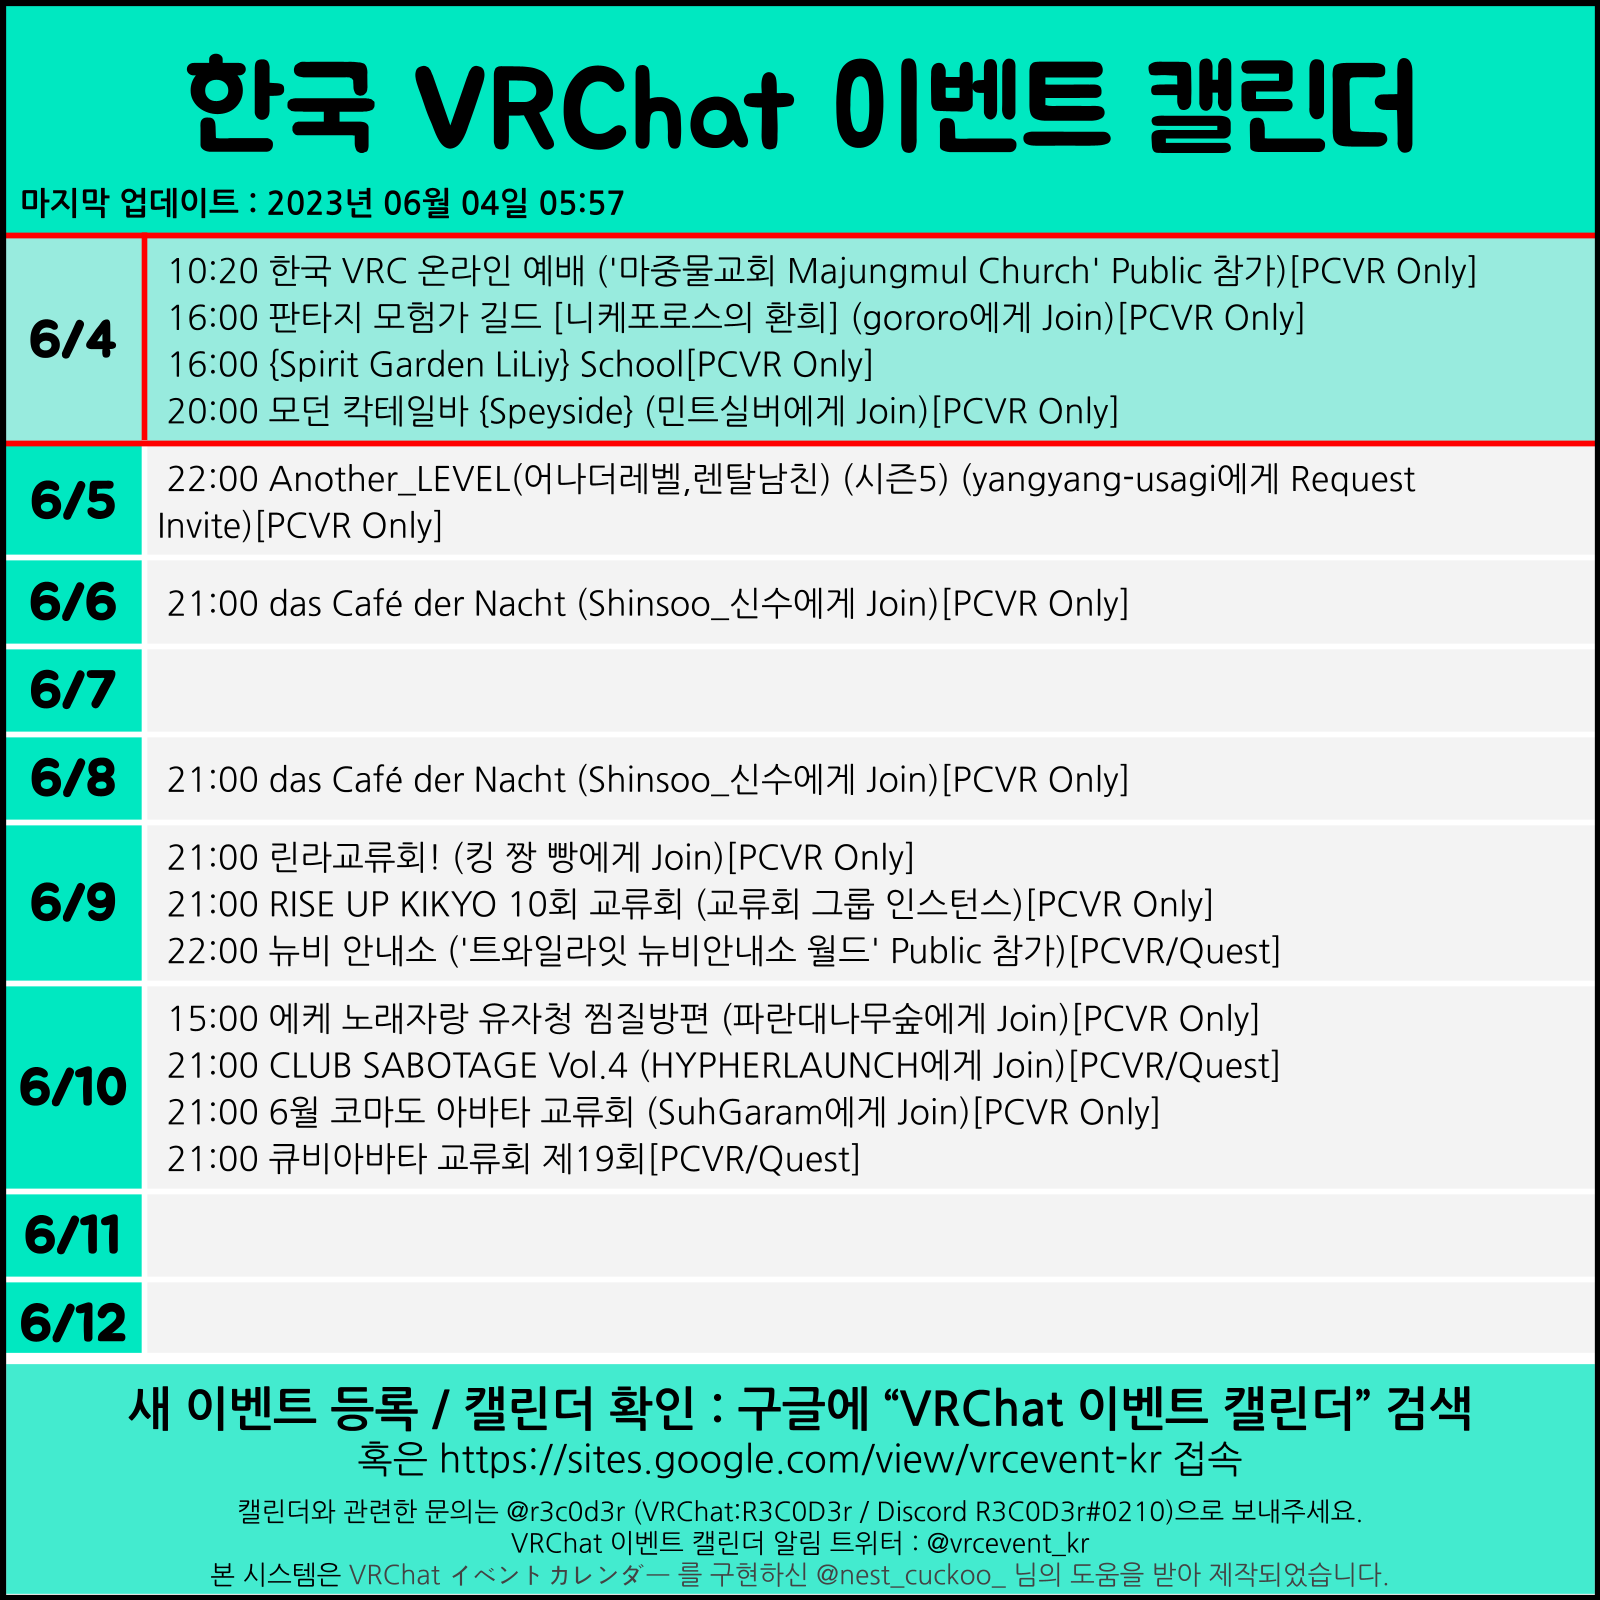 한국 VRChat 이벤트 캘린더
마지막 업데이트 : 2023년 06월 04일 05:57
6/4
10:20 한국 VRC 온라인 예배 ('마중물교회 Majungmul Church' Public 참가)[PCVR Only]
16:00 판타지 모험가 길드 [니케포로스의 환희] (gororo에게 Join)[PCVR Only]
16:00 {Spirit Garden LiLiy} School[PCVR Only]
20:00 모던 칵테일바 {Speyside} (민트실버에게 Join)[PCVR Only]
6/5
22:00 Another_LEVEL(어나더레벨,렌탈남친) (시즌5) (yangyang-usagi에게 Request
Invite)[PCVR Only]
6/6
21:00 das Café der Nacht (Shinsoo_신수에게 Join)[PCVR Only]
6/7
6/8
21:00 das Café der Nacht (Shinsoo_신수에게 Join)[PCVR Only]
6/9
21:00 린라교류회! (킹 짱 빵에게 Join)[PCVR Only]
21:00 RISE UP KIKYO 10회 교류회 (교류회 그룹 인스턴스)[PCVR Only]
22:00 뉴비 안내소 ('트와일라잇 뉴비안내소 월드' Public 참가)[PCVR/Quest]
6/10
15:00 에케 노래자랑 유자청 찜질방편 (파란대나무숲에게 Join)[PCVR Only]
21:00 CLUB SABOTAGE Vol.4 (HYPHERLAUNCH에게 Join)[PCVR/Quest]
21:00 6월 코마도 아바타 교류회 (SuhGaram에게 Join)[PCVR Only]
21:00 큐비아바타 교류회 제19회[PCVR/Quest]
6/11
6/12
새 이벤트 등록 / 캘린더 확인 : 구글에 “VRChat 이벤트 캘린더” 검색
혹은 https://sites.google.com/view/vrcevent-kr 접속
캘린더와 관련한 문의는 @r3c0d3r (VRChat:R3C0D3r / Discord R3C0D3r#0210)으로 보내주세요.
VRChat 이벤트 캘린더 알림 트위터 : @vrcevent_kr
본 시스템은 VRChat イベントカレンダー 를 구현하신 @nest_cuckoo_ 님의 도움을 받아 제작되었습니다.